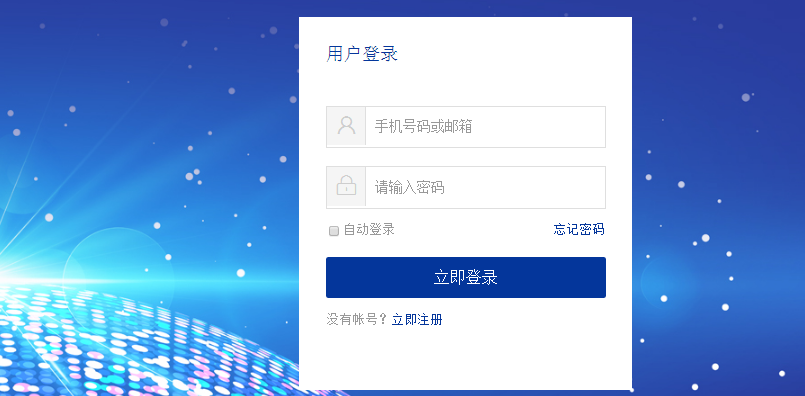 用户登录
手机号码或邮箱
请输入密码
自动登录 忘记密码
立即登录
没有帐号？立即注册